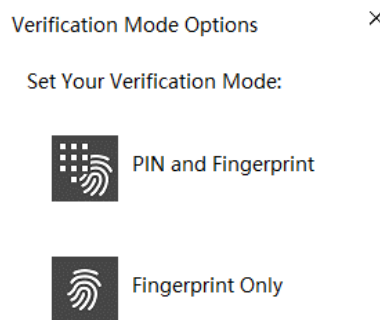 Verification Mode Options
Set Your Verification Mode:
PIN and Fingerprint
Fingerprint Only